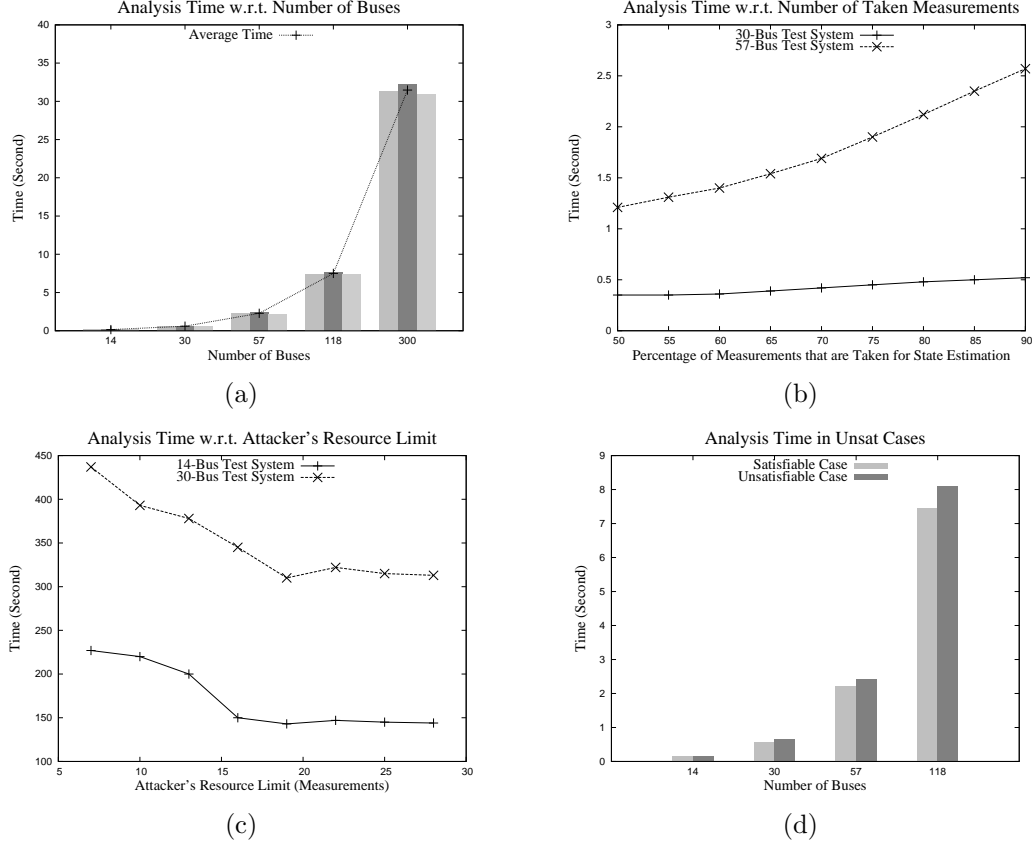 Analysis Time w.r.t. Number of Buses
Average Time
40
35
30
25
20
15
10
5
0
Time (Second)
14 30 57 118 300
Number of Buses
(a)
Analysis Time w.r.t. Number of Taken Measurements
30-Bus Test System
57-Bus Test System
3
2.5
2
1.5
1
0.5
0
Time (Second)
50 55 60 65 70 75 80 85 90
Percentage of Measurements that are Taken for State Estimation
(b)
Analysis Time w.r.t. Attacker's Resource Limit
14-Bus Test System
30-Bus Test System
450
400
350
300
250
200
150
100
Time (Second)
5 10 15 20 25 30
Attacker's Resource Limit (Measurements)
(c)
Analysis Time in Unsat Cases
Satisfiable Case
Unsatisfiable Case
9
8
7
6
5
4
3
2
1
0
Time (Second)
14 30 57 118
Number of Buses
(d)